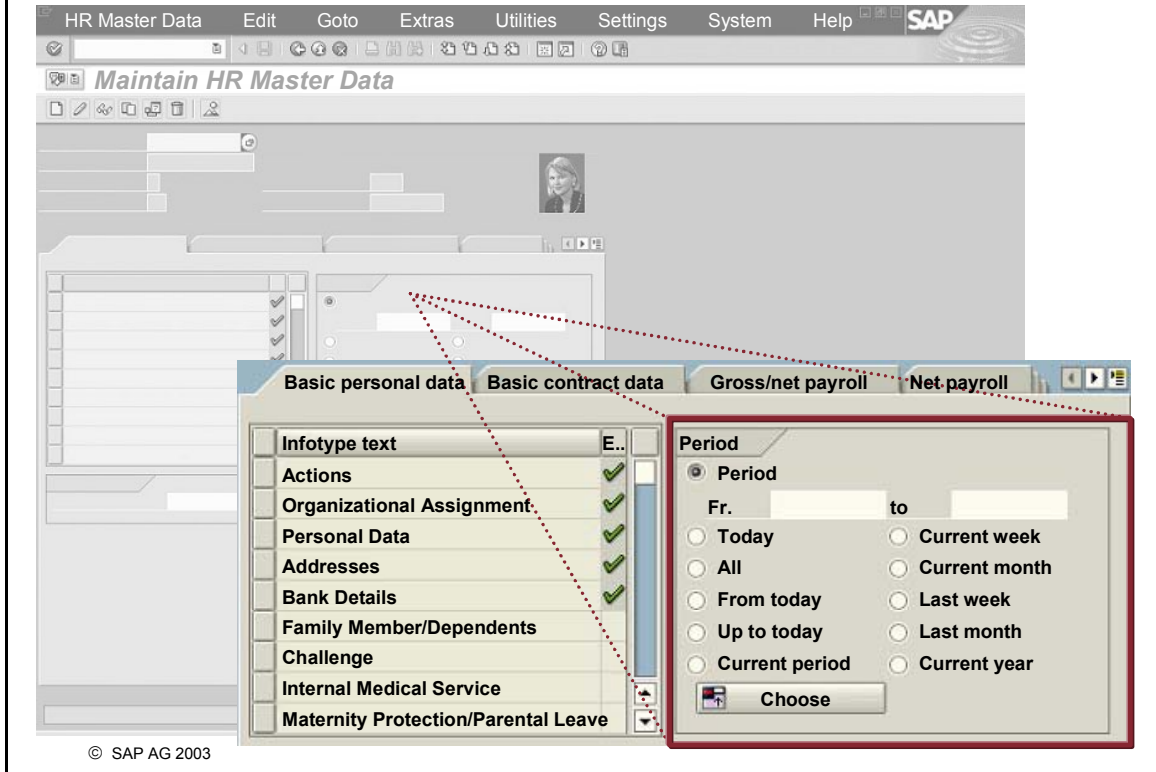 HR Master Data Edit Goto Extras Utilities Settings System Help SAP
Maintain HR Master Data
Basic personal data Basic contract data Gross/net payroll Net payroll
Infotype text E..
Actions
Organizational Assignment
Personal Data
Addresses
Bank Details
Family Member/Dependents
Challenge
Internal Medical Service
Maternity Protection/Parental Leave
Period
Period
Fr. to
Today Current week
All Current month
From today Last week
Up to today Last month
Current period Current year
Choose
© SAP AG 2003